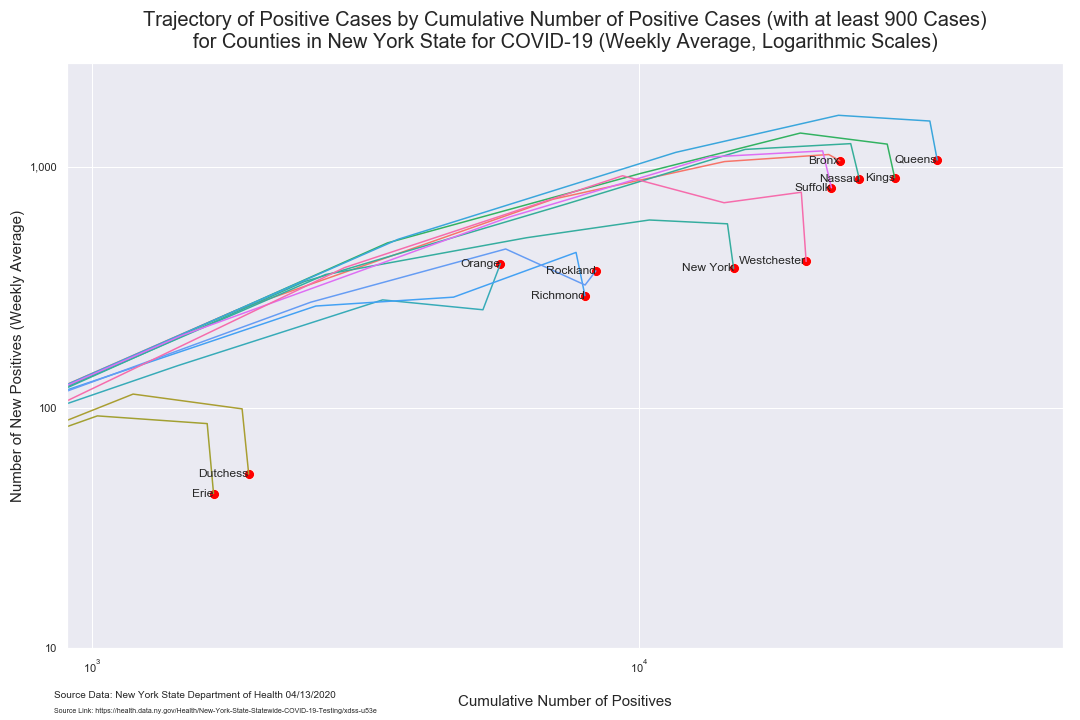 Trajectory of Positive Cases by Cumulative Number of Positive Cases (with at least 900 Cases)
for Counties in New York State for COVID-19 (Weekly Average, Logarithmic Scales)
Number of New Positives (Weekly Average)
1,000
100
10
Queens
Bronx
Nassau
Kings
Suffolk
Westchester
New York
Orange
Rockland
Richmond
Dutchess
Erie
10³
10⁴
Cumulative Number of Positives
Source Data: New York State Department of Health 04/13/2020
Source Link: https://health.data.ny.gov/Health/New-York-State-Statewide-COVID-19-Testing/xdss-u53e